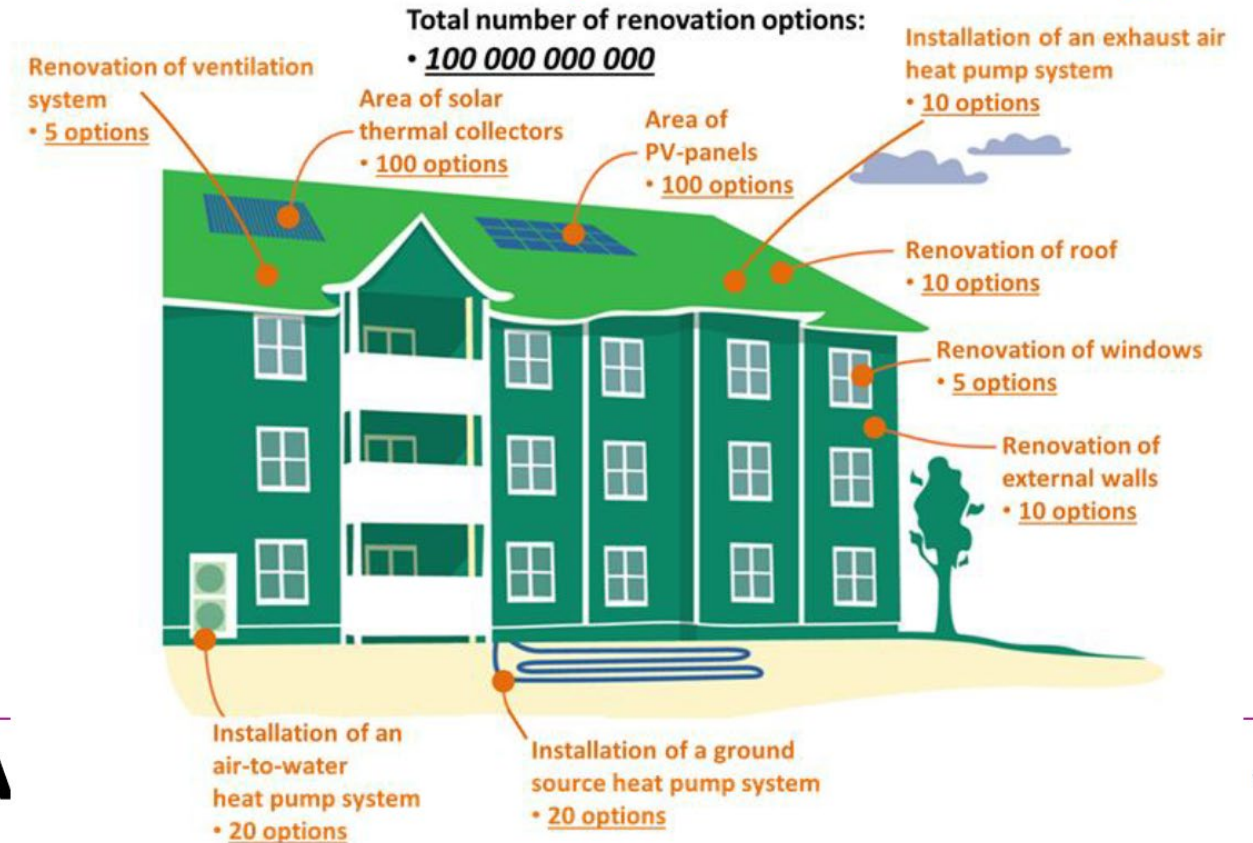 Total number of renovation options:
• 100 000 000 000
Renovation of ventilation
system
• 5 options
Area of solar
thermal collectors
• 100 options
Area of
PV-panels
• 100 options
Installation of an exhaust air
heat pump system
• 10 options
Renovation of roof
• 10 options
Renovation of windows
• 5 options
Renovation of
external walls
• 10 options
Installation of an
air-to-water
heat pump system
• 20 options
Installation of a ground
source heat pump system
• 20 options